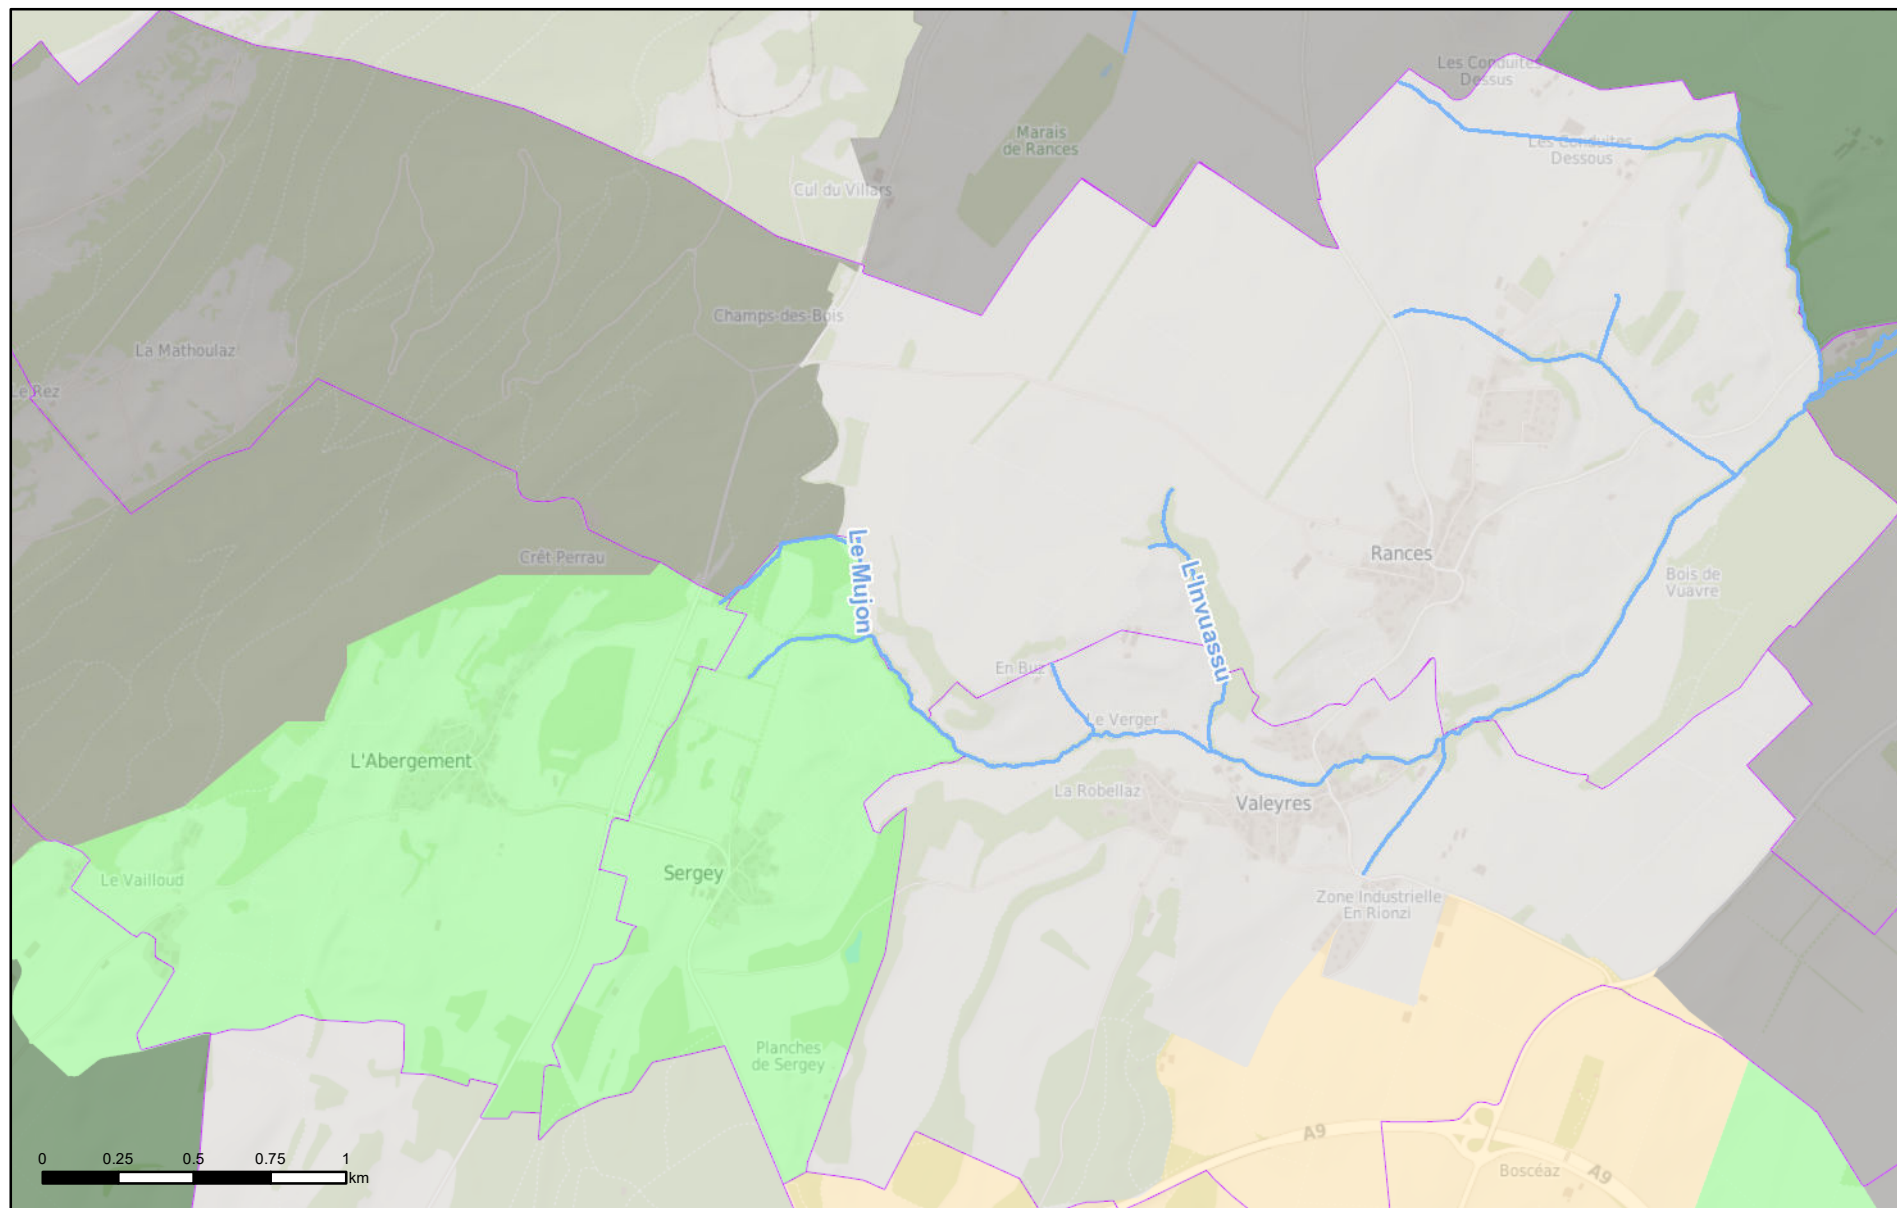 Les Conduites
Dessus
Marais
de Rances
Les Conduites
Dessous
Cul du Villars
Champs-des-Bois
La Mathoulaz
Le Rez
Crêt-Perrau
Le Mujon
L'Invuassu
Rances
Bois de
Vuavre
En Buz
Le Verger
L'Abergement
La Robellaz
Valeyres
Sergey
Le Vailloud
Zone Industrielle
En Rionzi
Planches
de Sergey
A9
Boscéaz
A9
0 0.25 0.5 0.75 1
km